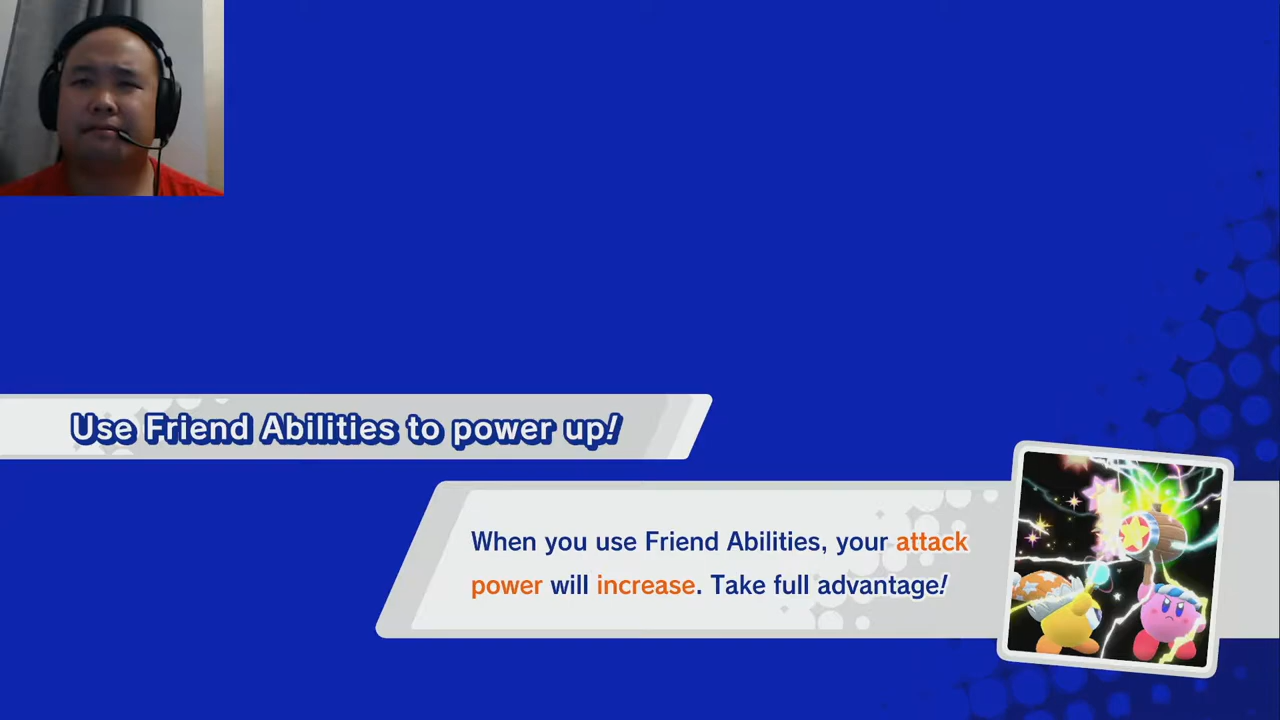 Use Friend Abilities to power up!
When you use Friend Abilities, your attack
power will increase. Take full advantage!